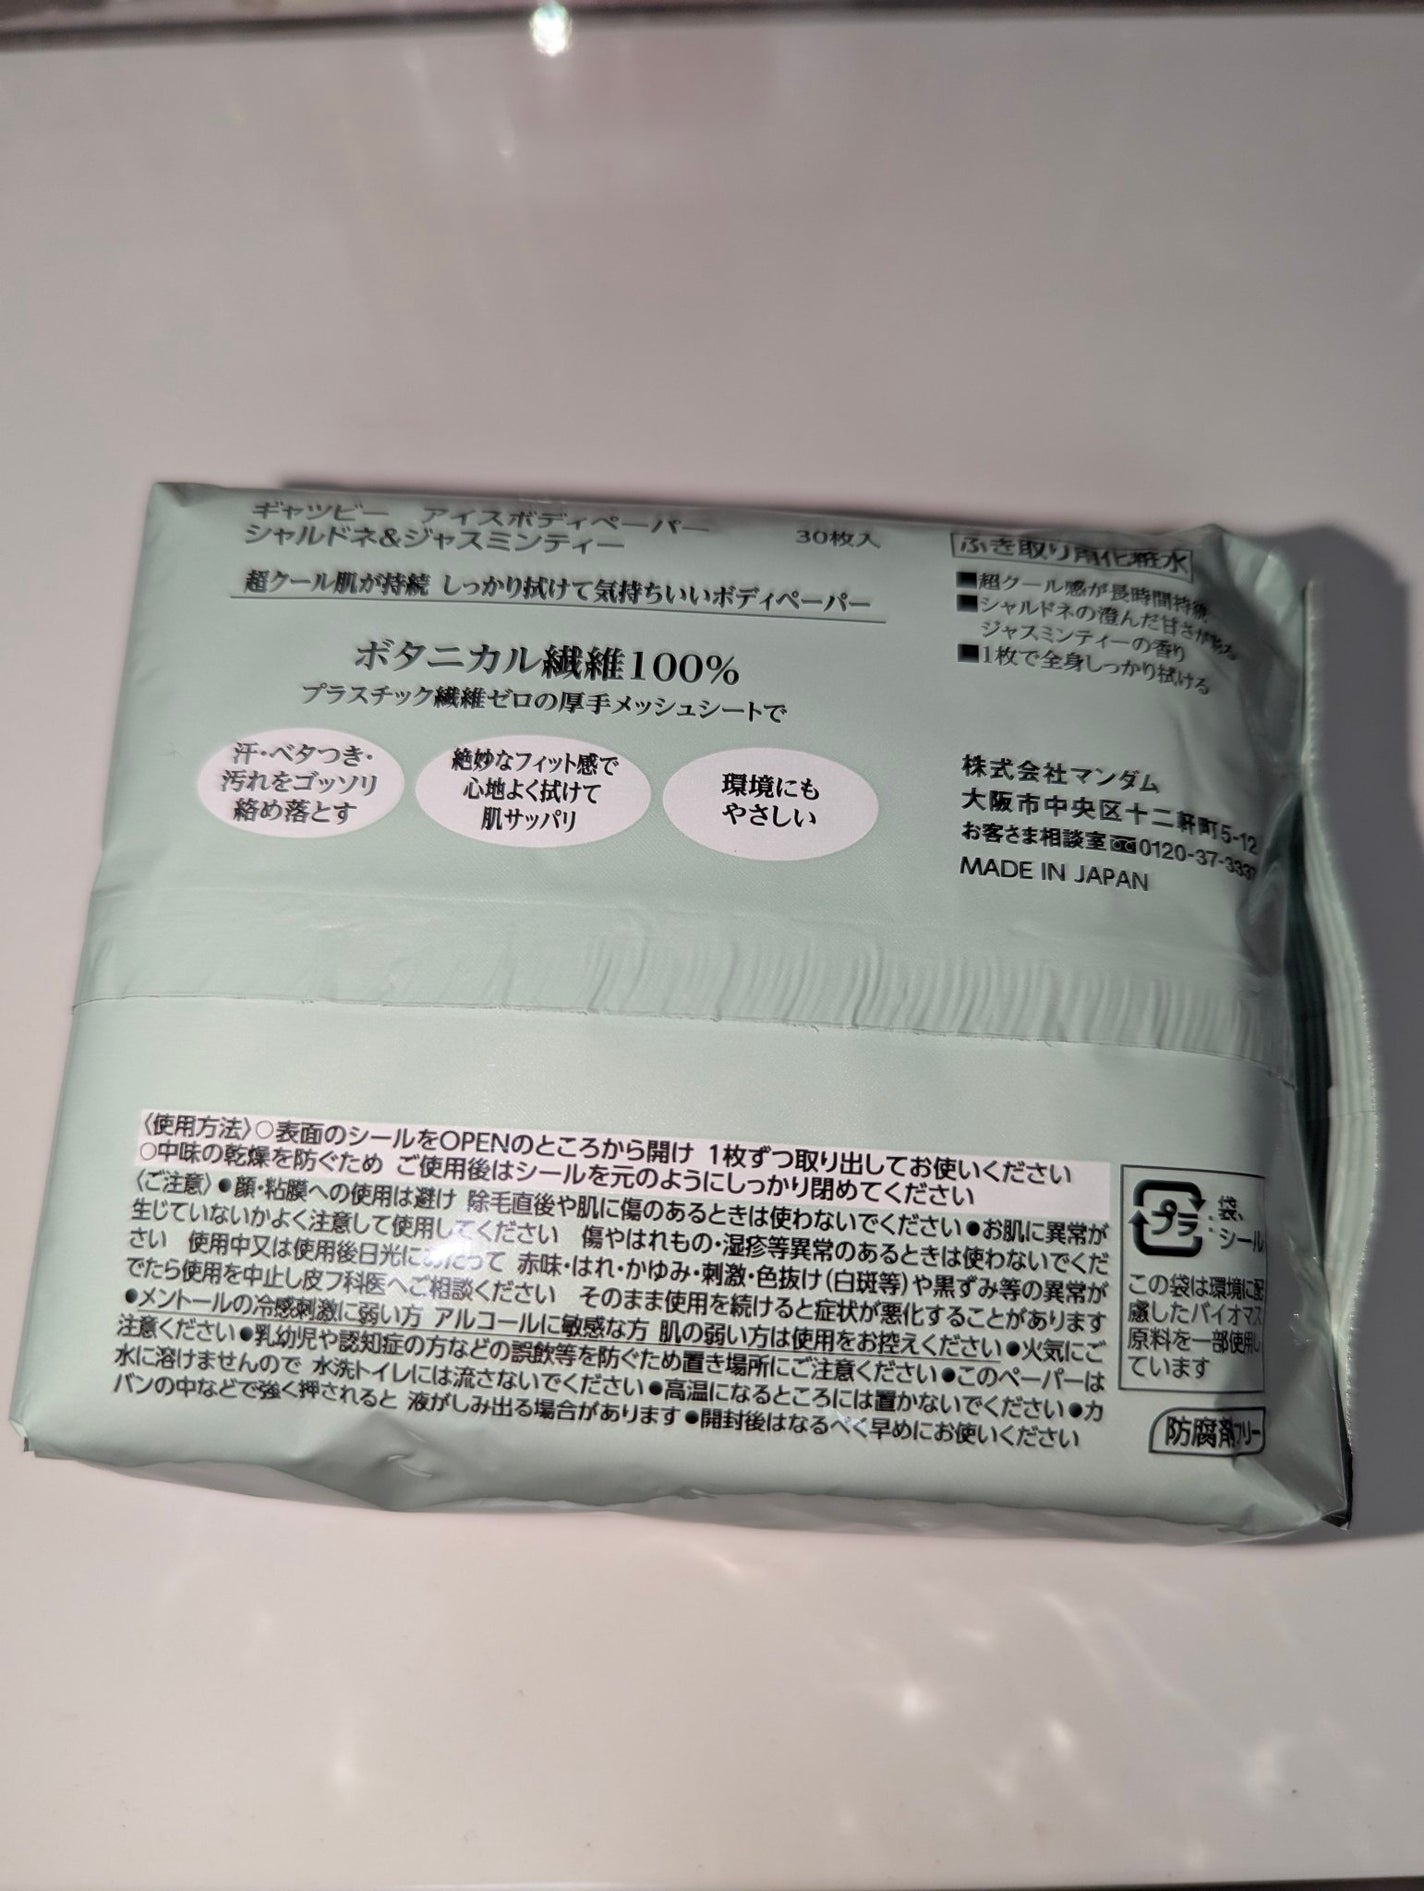 ギャツビー アイスボディペーパー
シャルドネ&ジャスミンティー 30枚入
超クール肌が持続 しっかり拭けて気持ちいいボディペーパー
ボタニカル繊維100%
プラスチック繊維ゼロの厚手メッシュシートで
汗・ベタつき・
汚れをゴッソリ
絡め落とす
絶妙なフィット感で
心地よく拭けて
肌サッパリ
環境にも
やさしい
ふき取り用化粧水
■超クール感が長時間持続
■シャルドネの澄んだ甘さが
ジャスミンティーの香り
■1枚で全身しっかり拭ける
株式会社マンダム
大阪市中央区十二軒町5-12
お客さま相談室 0120-37-3337
MADE IN JAPAN
〈使用方法〉○表面のシールをOPENのところから開け 1枚ずつ取り出してお使いください
○中味の乾燥を防ぐため ご使用後はシールを元のようにしっかり閉めてください
〈ご注意〉●顔・粘膜への使用は避け 除毛直後や肌に傷のあるときは使わないでください●お肌に異常が
生じていないかよく注意して使用してください 傷やはれもの・湿疹等異常のあるときは使わないでくだ
さい 使用中又は使用後日光にあたって 赤味・はれ・かゆみ・刺激・色抜け(白斑等)や黒ずみ等の異常が
でたら使用を中止し皮フ科医へご相談ください そのまま使用を続けると症状が悪化することがあります
●メントールの冷感刺激に弱い方 アルコールに敏感な方 肌の弱い方は使用をお控えください●火気にご
注意ください●乳幼児や認知症の方などの誤飲等を防ぐため置き場所にご注意ください●このペーパーは
水に溶けませんので 水洗トイレには流さないでください●高温になるところには置かないでください●カ
バンの中などで強く押されると 液がしみ出る場合があります●開封後はなるべく早めにお使いください
プラ
袋、
シール
この袋は環境に配
慮したバイオマス
原料を一部使用し
ています
防腐剤フリー